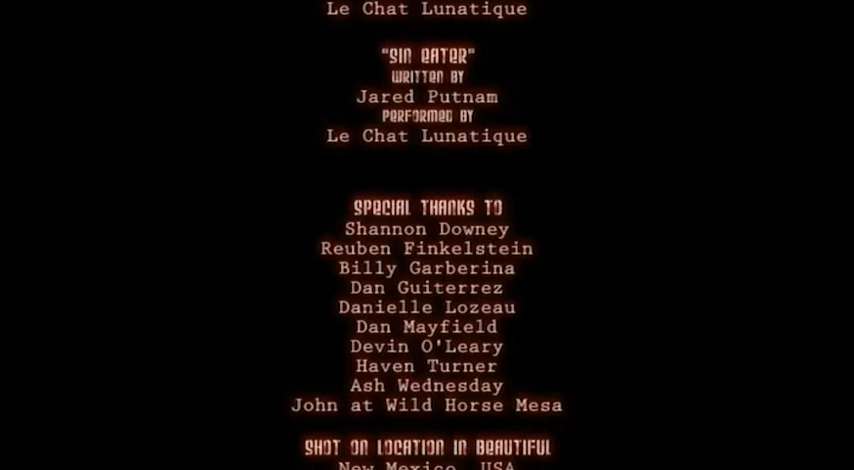 Le Chat Lunatique
"Sin Eater"
Written by
Jared Putnam
Performed by
Le Chat Lunatique
Special Thanks To
Shannon Downey
Reuben Finkelstein
Billy Garberina
Dan Guiterrez
Danielle Lozeau
Dan Mayfield
Devin O'Leary
Haven Turner
Ash Wednesday
John at Wild Horse Mesa
Shot on Location in Beautiful
New Mexico, USA